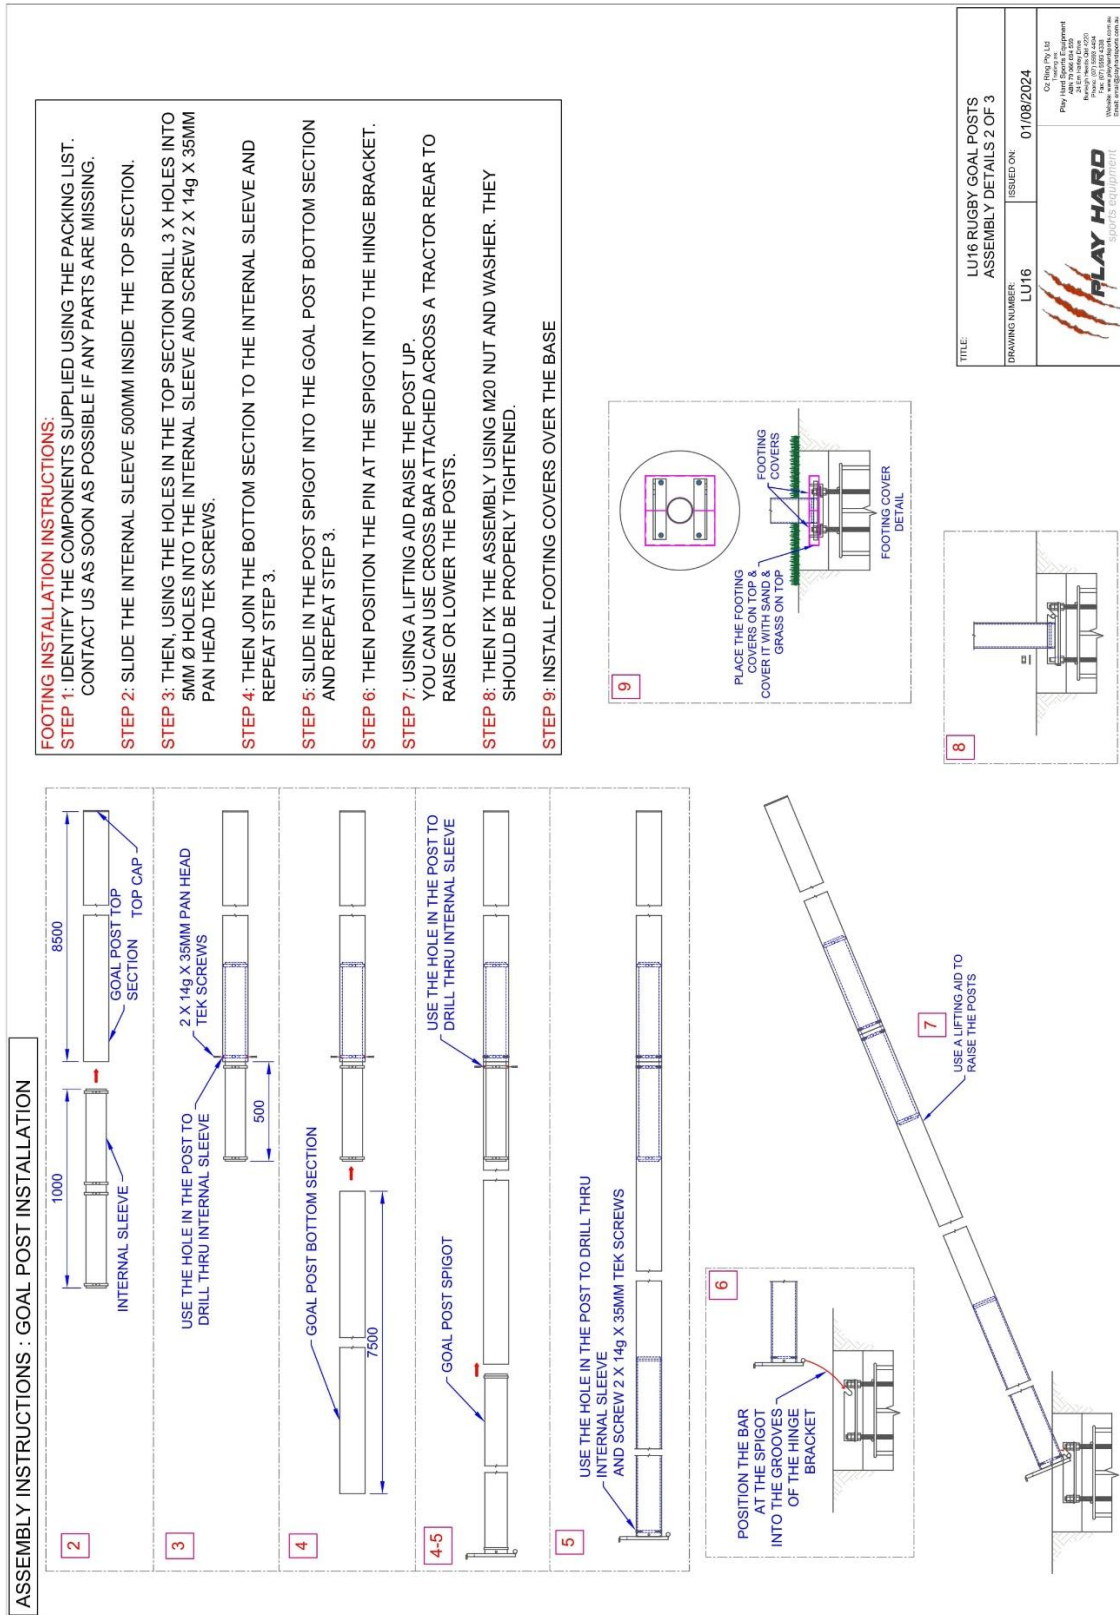 ASSEMBLY INSTRUCTIONS : GOAL POST INSTALLATION
2
1000
8500
INTERNAL SLEEVE
GOAL POST TOP
SECTION
TOP CAP
3
USE THE HOLE IN THE POST TO
DRILL THRU INTERNAL SLEEVE
2 X 14g X 35MM PAN HEAD
TEK SCREWS
500
4
GOAL POST BOTTOM SECTION
7500
4-5
GOAL POST SPIGOT
USE THE HOLE IN THE POST TO
DRILL THRU INTERNAL SLEEVE
5
USE THE HOLE IN THE POST TO DRILL THRU
INTERNAL SLEEVE
AND SCREW 2 X 14g X 35MM TEK SCREWS
6
POSITION THE BAR
AT THE SPIGOT
INTO THE GROOVES
OF THE HINGE
BRACKET
7
USE A LIFTING AID TO
RAISE THE POSTS
FOOTING INSTALLATION INSTRUCTIONS:
STEP 1: IDENTIFY THE COMPONENTS SUPPLIED USING THE PACKING LIST.
CONTACT US AS SOON AS POSSIBLE IF ANY PARTS ARE MISSING.
STEP 2: SLIDE THE INTERNAL SLEEVE 500MM INSIDE THE TOP SECTION.
STEP 3: THEN, USING THE HOLES IN THE TOP SECTION DRILL 3 X HOLES INTO
5MM Ø HOLES INTO THE INTERNAL SLEEVE AND SCREW 2 X 14g X 35MM
PAN HEAD TEK SCREWS.
STEP 4: THEN JOIN THE BOTTOM SECTION TO THE INTERNAL SLEEVE AND
REPEAT STEP 3.
STEP 5: SLIDE IN THE POST SPIGOT INTO THE GOAL POST BOTTOM SECTION
AND REPEAT STEP 3.
STEP 6: THEN POSITION THE PIN AT THE SPIGOT INTO THE HINGE BRACKET.
STEP 7: USING A LIFTING AID RAISE THE POST UP.
YOU CAN USE CROSS BAR ATTACHED ACROSS A TRACTOR REAR TO
RAISE OR LOWER THE POSTS.
STEP 8: THEN FIX THE ASSEMBLY USING M20 NUT AND WASHER. THEY
SHOULD BE PROPERLY TIGHTENED.
STEP 9: INSTALL FOOTING COVERS OVER THE BASE
9
PLACE THE FOOTING
COVERS ON TOP &
COVER IT WITH SAND &
GRASS ON TOP
FOOTING
COVERS
FOOTING COVER
DETAIL
8
TITLE:
LU16 RUGBY GOAL POSTS
ASSEMBLY DETAILS 2 OF 3
DRAWING NUMBER:
LU16
ISSUED ON:
01/08/2024
PLAY HARD
sports equipment
Oz Ring Pty Ltd
Play Hard Sports Equipment